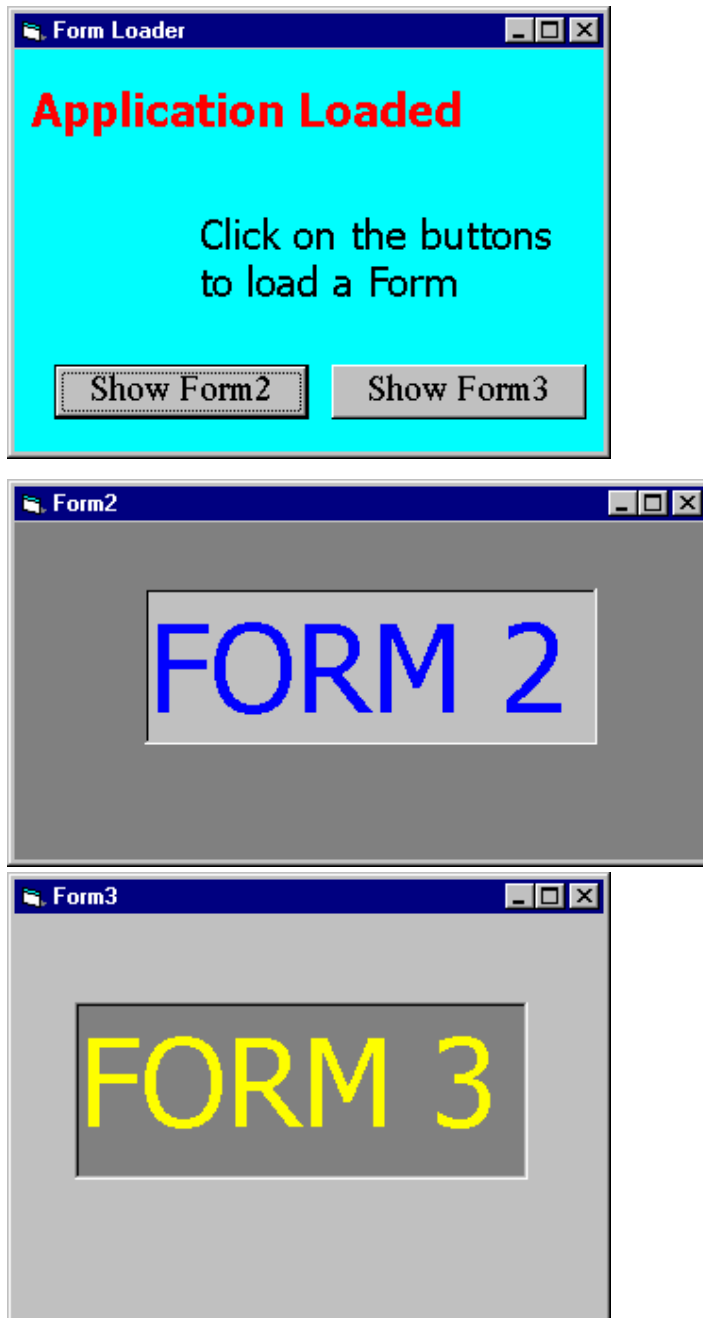 Form Loader
Application Loaded
Click on the buttons
to load a Form
Show Form2 Show Form3
Form2
FORM 2
Form3
FORM 3